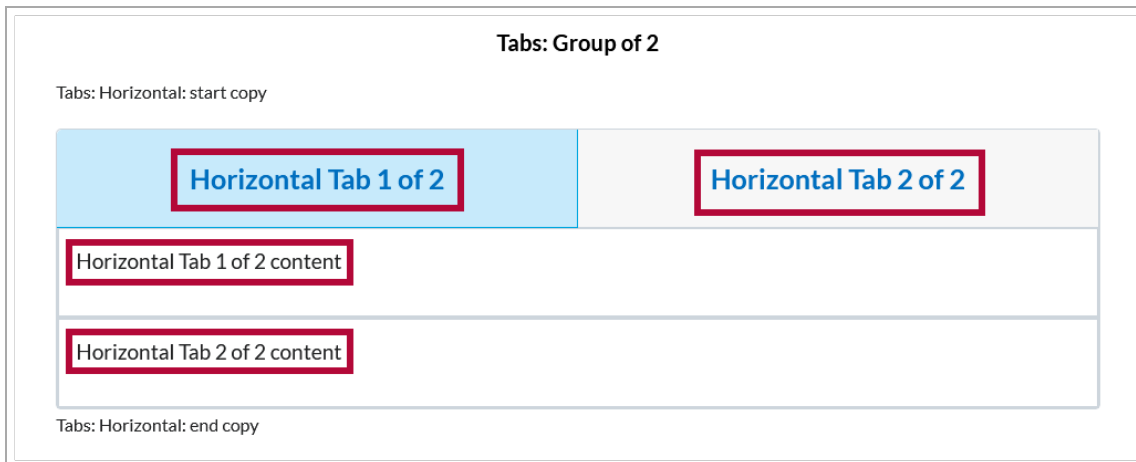 Tabs: Group of 2
Tabs: Horizontal: start copy
Horizontal Tab 1 of 2
Horizontal Tab 2 of 2
Horizontal Tab 1 of 2 content
Horizontal Tab 2 of 2 content
Tabs: Horizontal: end copy